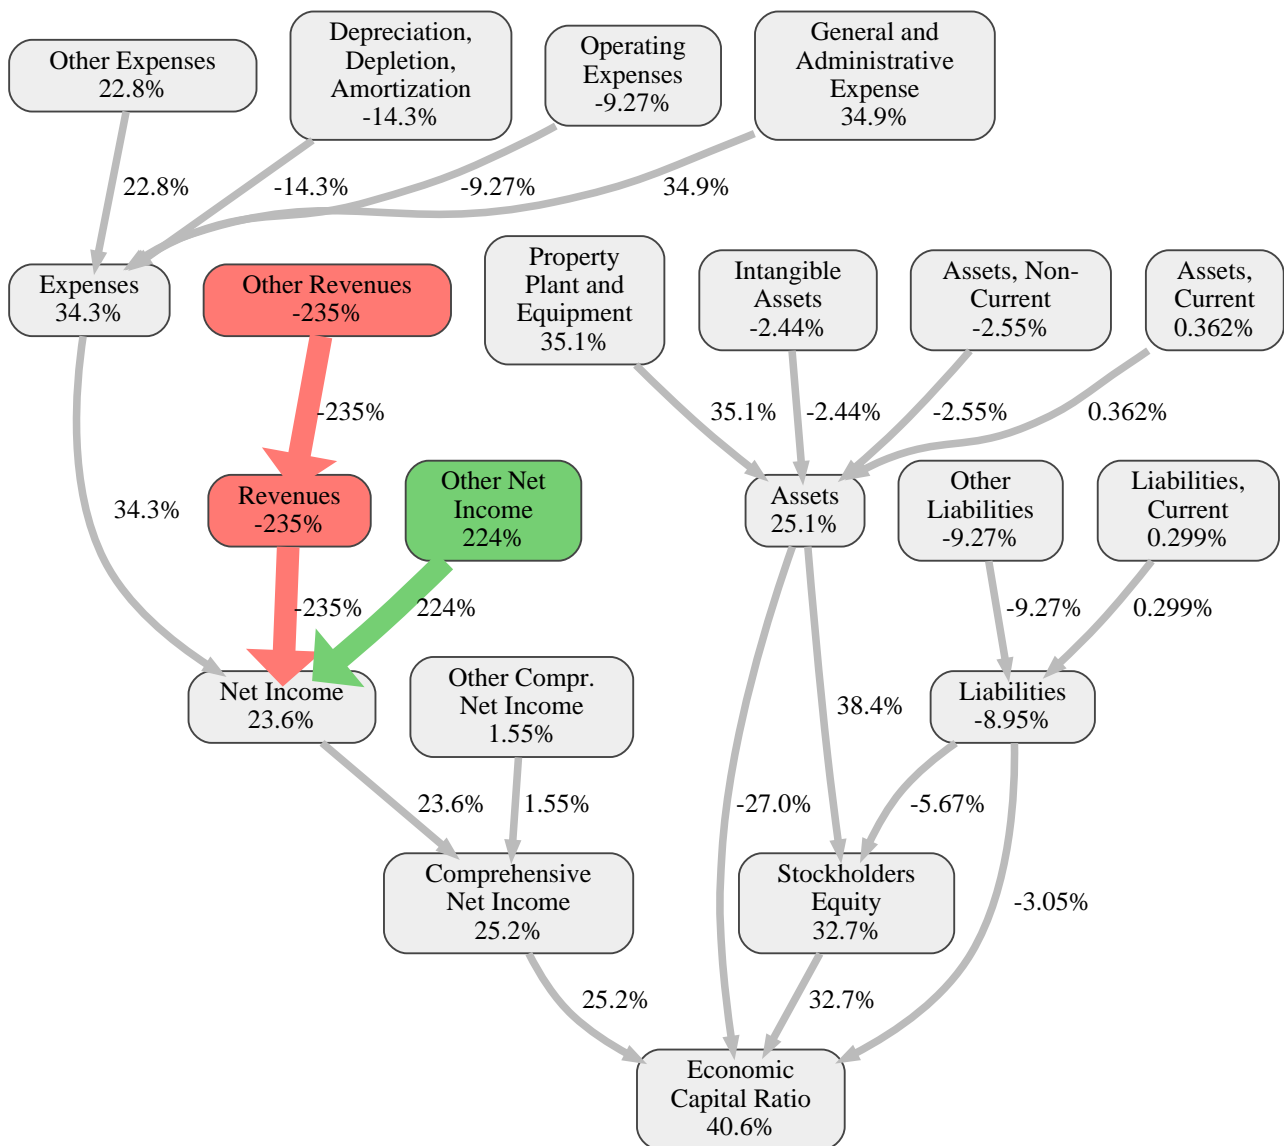 Other Expenses
22.8%
Depreciation,
Depletion,
Amortization
-14.3%
Operating
Expenses
-9.27%
General and
Administrative
Expense
34.9%
22.8%
-14.3%
-9.27%
34.9%
Expenses
34.3%
Other Revenues
-235%
Property
Plant and
Equipment
35.1%
Intangible
Assets
-2.44%
Assets, Non-
Current
-2.55%
Assets,
Current
0.362%
-235%
35.1%
-2.44%
-2.55%
0.362%
34.3%
Revenues
-235%
Other Net
Income
224%
Assets
25.1%
Other
Liabilities
-9.27%
Liabilities,
Current
0.299%
-235%
224%
-9.27%
0.299%
Net Income
23.6%
Other Compr.
Net Income
1.55%
38.4%
Liabilities
-8.95%
23.6%
1.55%
-27.0%
-5.67%
Comprehensive
Net Income
25.2%
Stockholders
Equity
32.7%
-3.05%
25.2%
32.7%
Economic
Capital Ratio
40.6%